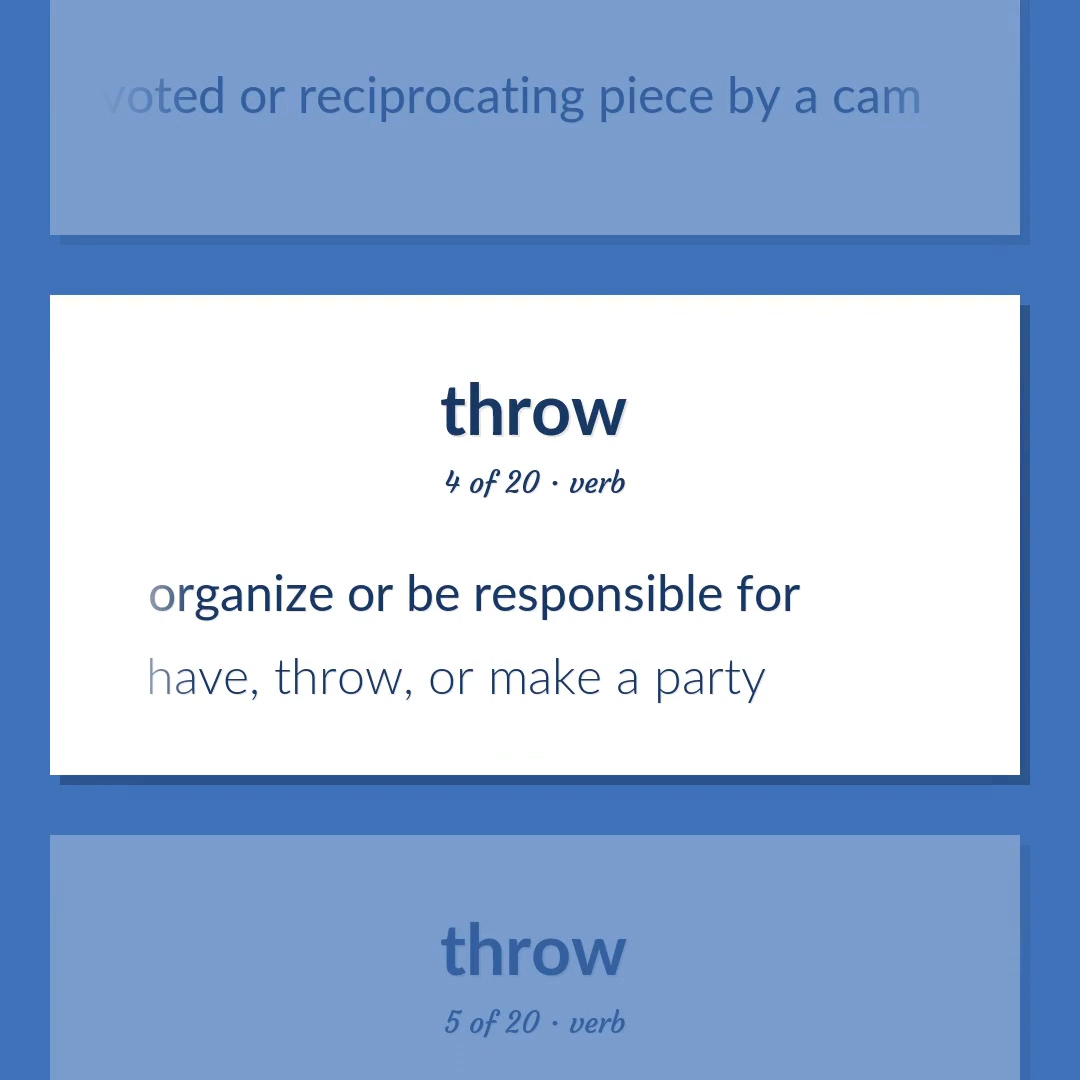 voted or reciprocating piece by a cam
throw
4 of 20 · verb
organize or be responsible for
have, throw, or make a party
throw
5 of 20 · verb